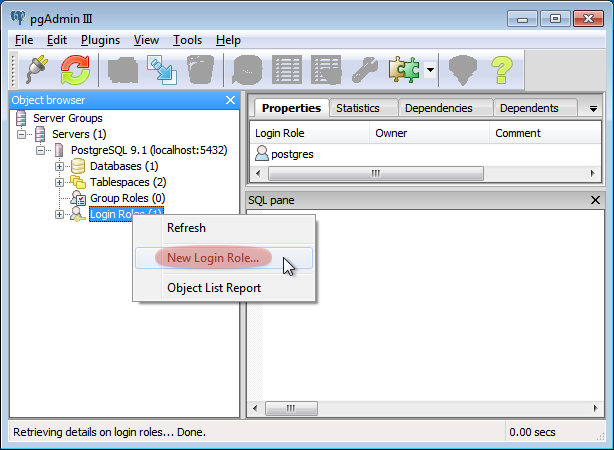 pgAdmin III
File Edit Plugins View Tools Help
Object browser
Server Groups
Servers (1)
PostgreSQL 9.1 (localhost:5432)
Databases (1)
Tablespaces (2)
Group Roles (0)
Login Roles (1)
Refresh
New Login Role...
Object List Report
Properties Statistics Dependencies Dependents
Login Role Owner Comment
postgres
SQL pane
Retrieving details on login roles... Done.
0.00 secs